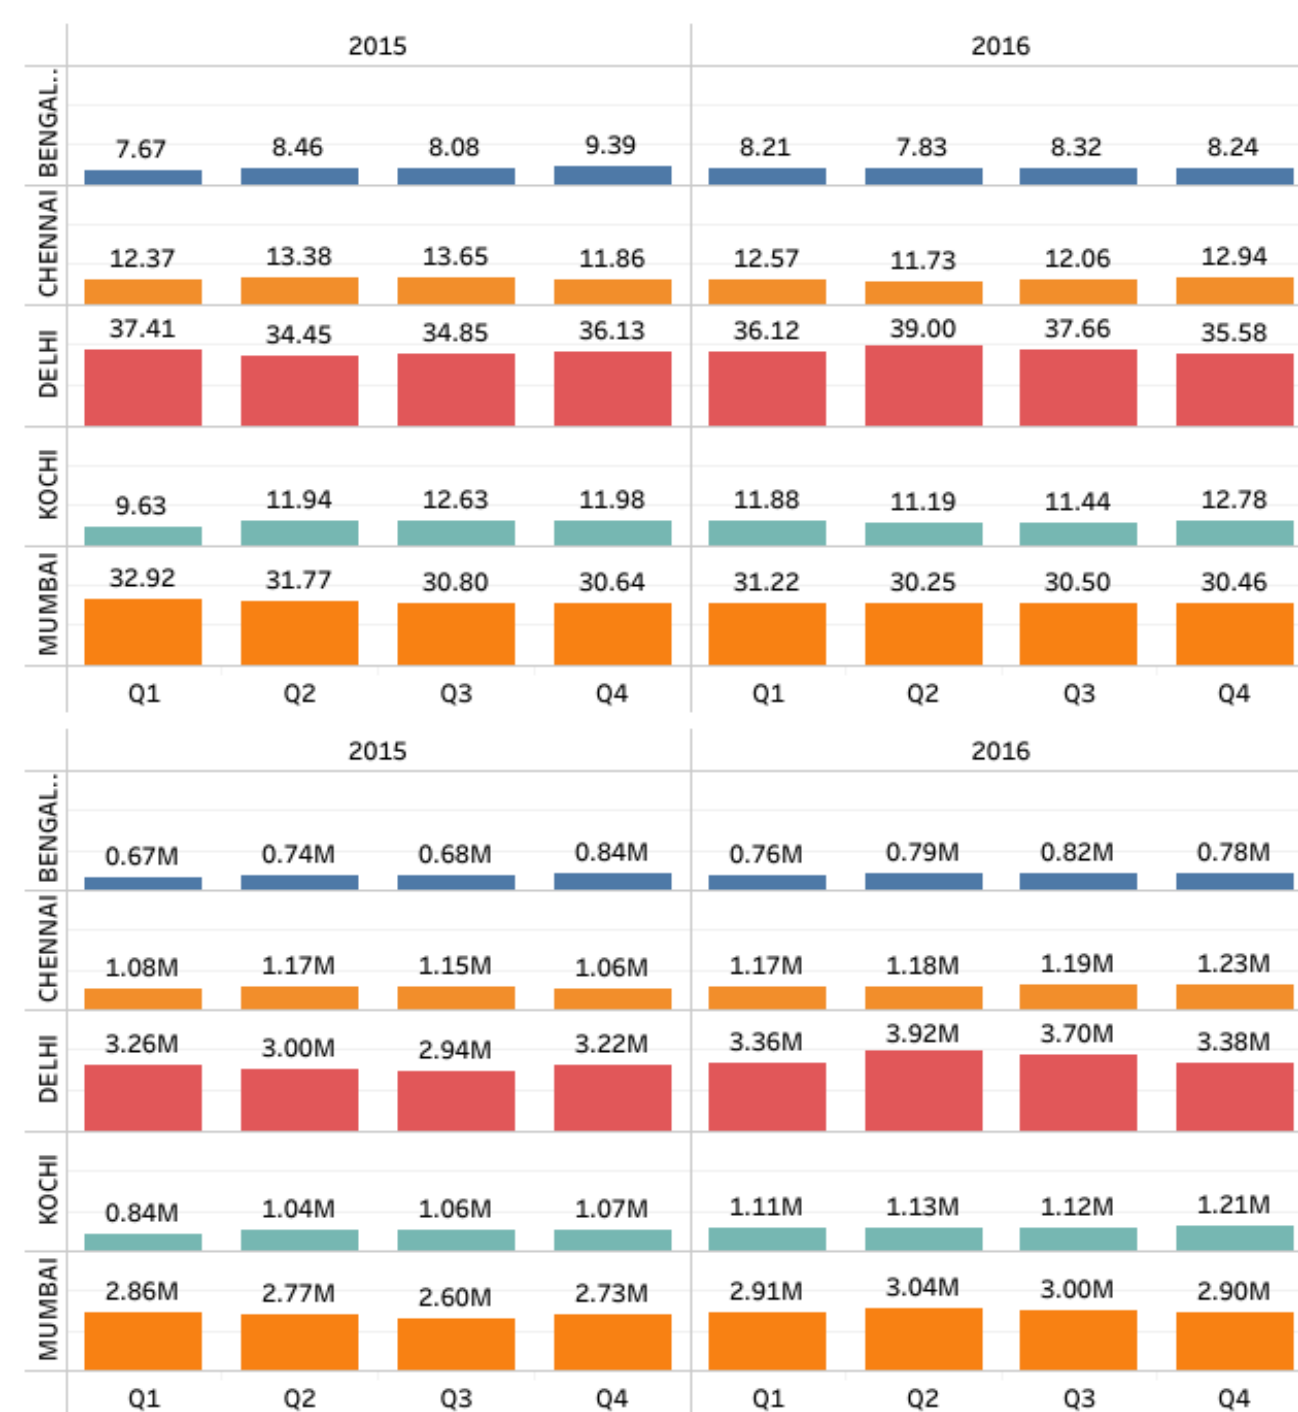 2015 2016
BENGAL..
7.67 8.46 8.08 9.39 8.21 7.83 8.32 8.24
CHENNAI
12.37 13.38 13.65 11.86 12.57 11.73 12.06 12.94
DELHI
37.41 34.45 34.85 36.13 36.12 39.00 37.66 35.58
KOCHI
9.63 11.94 12.63 11.98 11.88 11.19 11.44 12.78
MUMBAI
32.92 31.77 30.80 30.64 31.22 30.25 30.50 30.46
Q1 Q2 Q3 Q4 Q1 Q2 Q3 Q4
2015 2016
BENGAL..
0.67M 0.74M 0.68M 0.84M 0.76M 0.79M 0.82M 0.78M
CHENNAI
1.08M 1.17M 1.15M 1.06M 1.17M 1.18M 1.19M 1.23M
DELHI
3.26M 3.00M 2.94M 3.22M 3.36M 3.92M 3.70M 3.38M
KOCHI
0.84M 1.04M 1.06M 1.07M 1.11M 1.13M 1.12M 1.21M
MUMBAI
2.86M 2.77M 2.60M 2.73M 2.91M 3.04M 3.00M 2.90M
Q1 Q2 Q3 Q4 Q1 Q2 Q3 Q4